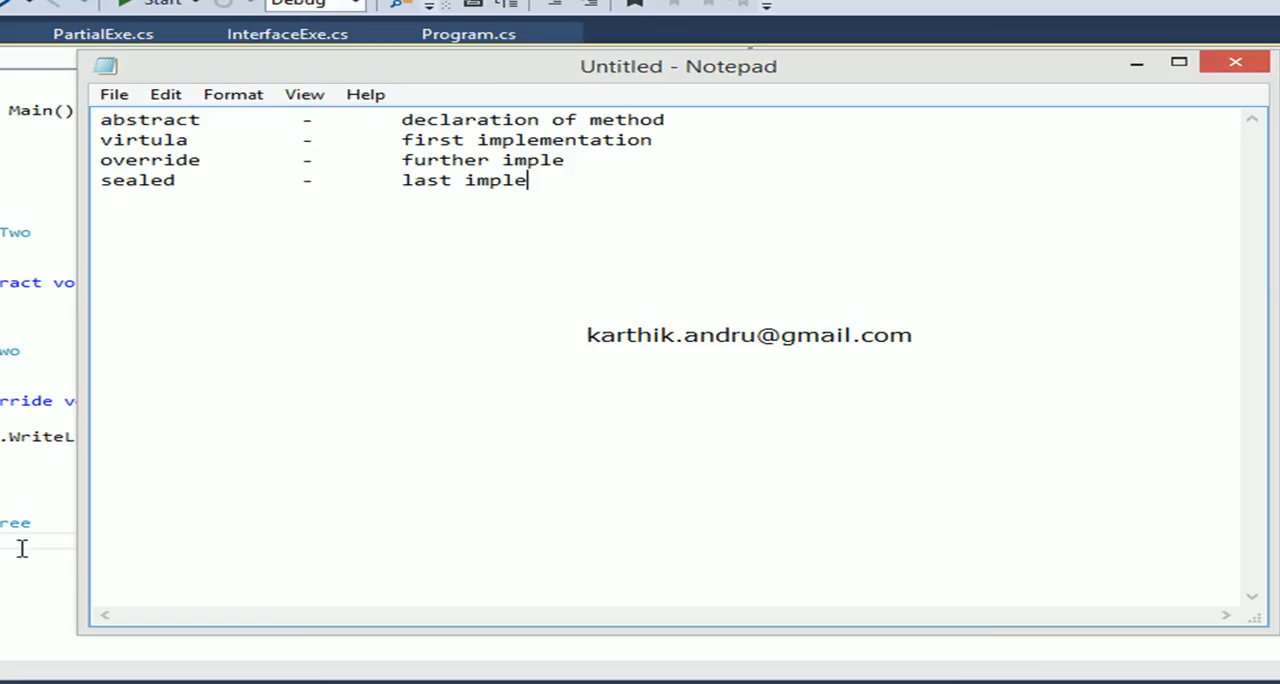 Start Debug
PartialExe.cs InterfaceExe.cs Program.cs
Untitled - Notepad
File Edit Format View Help
Main()
abstract - declaration of method
virtula - first implementation
override - further imple
sealed - last imple
Two
ract vo
karthik.andru@gmail.com
wo
rride v
.WriteL
ree